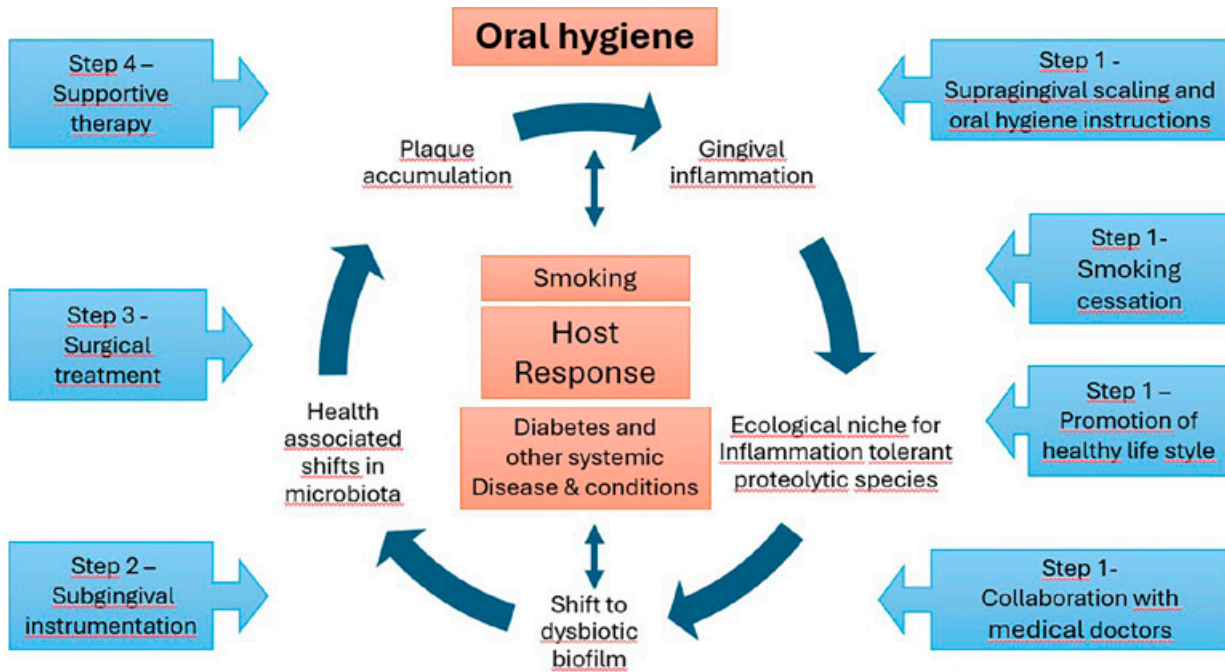 Oral hygiene
Step 4 –
Supportive
therapy
Step 1 -
Supragingival scaling and
oral hygiene instructions
Plaque
accumulation
Gingival
inflammation
Step 1-
Smoking
cessation
Smoking
Host
Response
Diabetes and
other systemic
Disease & conditions
Step 3 -
Surgical
treatment
Step 1 –
Promotion of
healthy life style
Health
associated
shifts in
microbiota
Ecological niche for
Inflammation tolerant
proteolytic species
Step 2 –
Subgingival
instrumentation
Shift to
dysbiotic
biofilm
Step 1-
Collaboration with
medical doctors